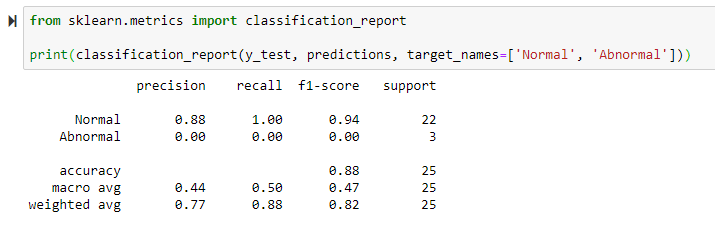 from sklearn.metrics import classification_report
print(classification_report(y_test, predictions, target_names=['Normal', 'Abnormal']))
precision recall f1-score support
Normal 0.88 1.00 0.94 22
Abnormal 0.00 0.00 0.00 3
accuracy 0.88 25
macro avg 0.44 0.50 0.47 25
weighted avg 0.77 0.88 0.82 25